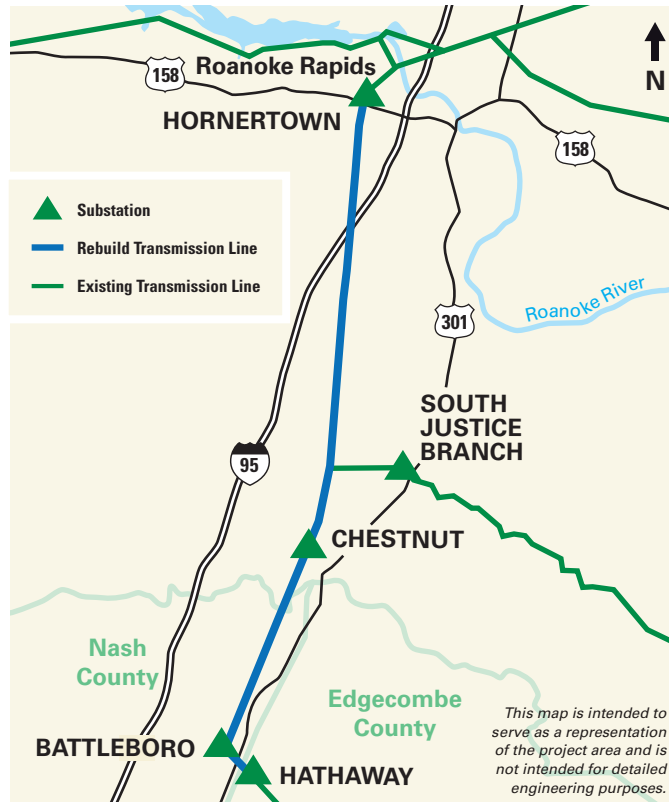 158
Roanoke Rapids
N
HORNERTOWN
158
Substation
Rebuild Transmission Line
Existing Transmission Line
Roanoke River
301
SOUTH
JUSTICE
BRANCH
95
CHESTNUT
Nash
County
Edgecombe
County
BATTLEBORO
HATHAWAY
This map is intended to
serve as a representation
of the project area and is
not intended for detailed
engineering purposes.